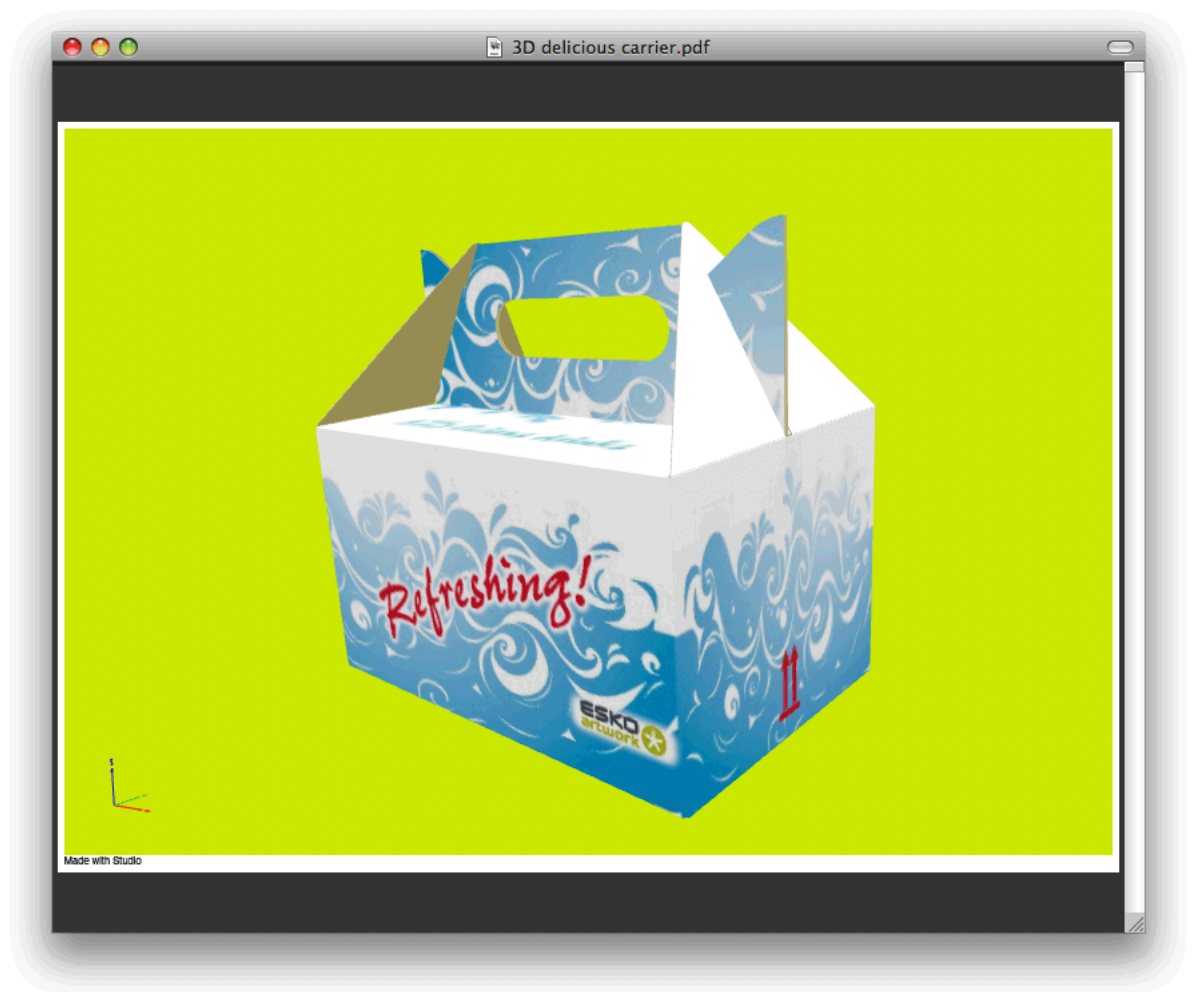 3D delicious carrier.pdf
Refreshing!
ESKO
artwork
Made with Studio